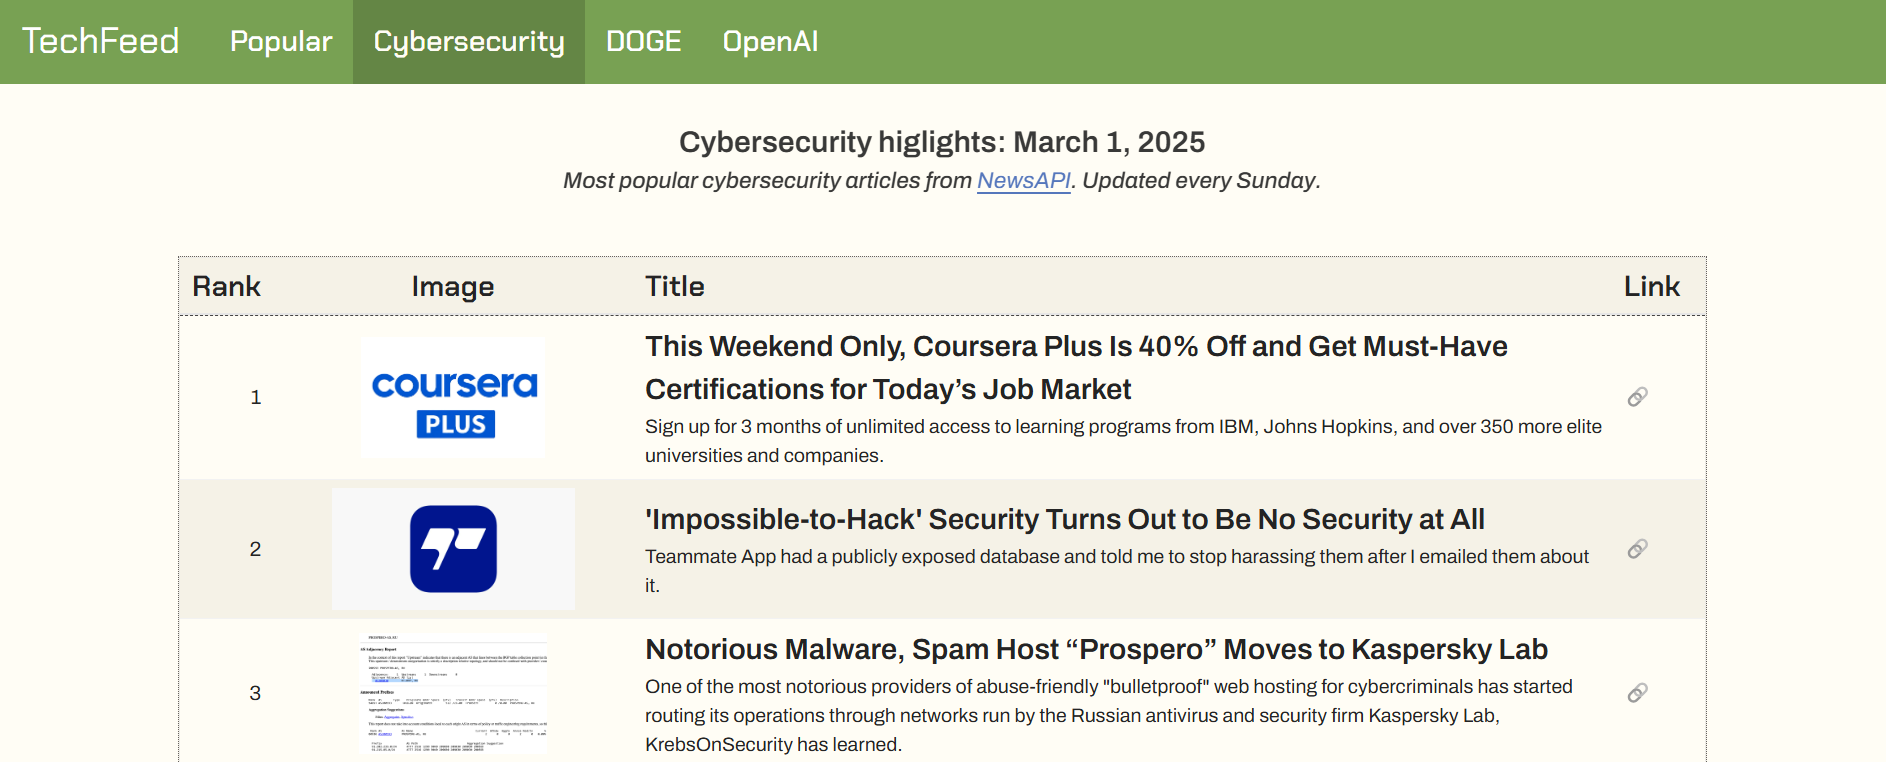 TechFeed Popular Cybersecurity DOGE OpenAI
Cybersecurity higlights: March 1, 2025
Most popular cybersecurity articles from NewsAPI. Updated every Sunday.
Rank Image Title Link
This Weekend Only, Coursera Plus Is 40% Off and Get Must-Have
Certifications for Today’s Job Market
1
coursera
PLUS
Sign up for 3 months of unlimited access to learning programs from IBM, Johns Hopkins, and over 350 more elite
universities and companies.
'Impossible-to-Hack' Security Turns Out to Be No Security at All
2
Teammate App had a publicly exposed database and told me to stop harassing them after I emailed them about
it.
Notorious Malware, Spam Host “Prospero” Moves to Kaspersky Lab
3
One of the most notorious providers of abuse-friendly "bulletproof" web hosting for cybercriminals has started
routing its operations through networks run by the Russian antivirus and security firm Kaspersky Lab,
KrebsOnSecurity has learned.